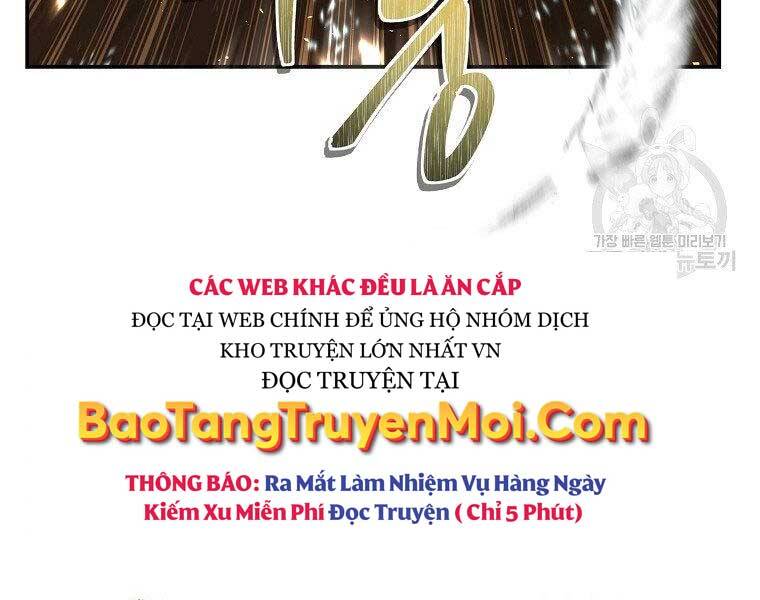 가장 빠른 웹툰 미리보기
뉴토끼
CÁC WEB KHÁC ĐỀU LÀ ĂN CẮP
ĐỌC TẠI WEB CHÍNH ĐỂ ỦNG HỘ NHÓM DỊCH
KHO TRUYỆN LỚN NHẤT VN
ĐỌC TRUYỆN TẠI
BaoTangTruyenMoi.Com
THÔNG BÁO: Ra Mắt Làm Nhiệm Vụ Hàng Ngày
Kiếm Xu Miễn Phí Đọc Truyện ( Chỉ 5 Phút)